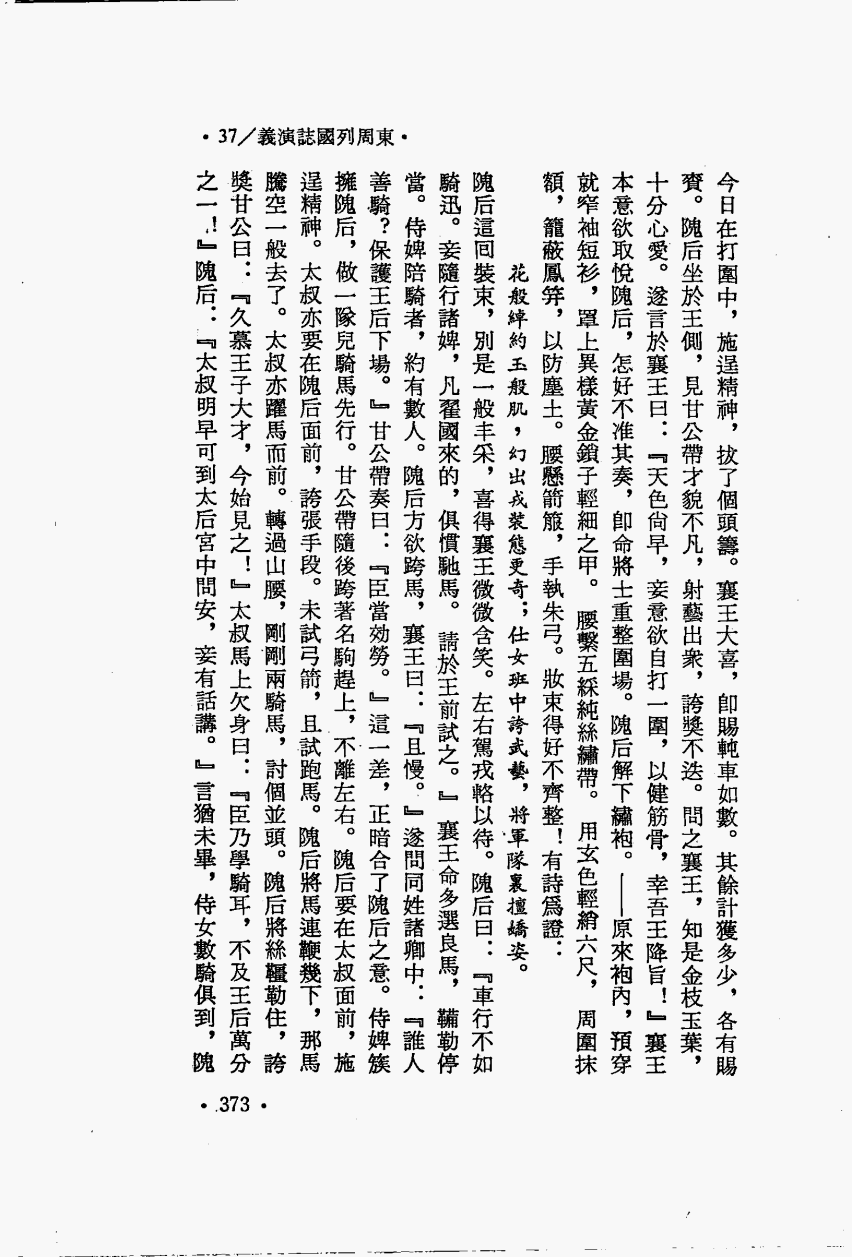 •東周列國誌演義／37•
今日在打圍中，施逞精神，拔了個頭籌。襄王大喜，卽賜軘車如數。其餘計獲多少，各有賜
賚。隗后坐於王側，見甘公帶才貌不凡，射藝出衆，誇獎不迭。問之襄王，知是金枝玉葉，
十分心愛。遂言於襄王曰：『天色尙早，妾意欲自打一圍，以健筋骨，幸吾王降旨！』襄王
本意欲取悅隗后，怎好不准其奏，卽命將士重整圍場。隗后解下繡袍。——原來袍內，預穿
就窄袖短衫，罩上異樣黃金鎖子輕細之甲。腰繫五綵純絲繡帶。用玄色輕綃六尺，周圍抹
額，籠蔽鳳笄，以防塵土。腰懸箭箙，手執朱弓。妝束得好不齊整！有詩爲證：
花般綽約玉般肌，幻出戎裝態更奇；仕女班中誇武藝，將軍隊裏擅嬌姿。
隗后這回裝束，別是一般丰采，喜得襄王微微含笑。左右駕戎輅以待。隗后曰：『車行不如
騎迅。妾隨行諸婢，凡翟國來的，俱慣馳馬。請於王前試之。』襄王命多選良馬，鞴勒停
當。侍婢陪騎者，約有數人。隗后方欲跨馬，襄王曰：『且慢。』遂問同姓諸卿中：『誰人
善騎？保護王后下場。』甘公帶奏曰：『臣當効勞。』這一差，正暗合了隗后之意。侍婢簇
擁隗后，做一隊兒騎馬先行。甘公帶隨後跨著名駒趕上，不離左右。隗后要在太叔面前，施
逞精神。太叔亦要在隗后面前，誇張手段。未試弓箭，且試跑馬。隗后將馬連鞭幾下，那馬
騰空一般去了。太叔亦躍馬而前。轉過山腰，剛剛兩騎馬，討個並頭。隗后將絲韁勒住，誇
獎甘公曰：『久慕王子大才，今始見之！』太叔馬上欠身曰：『臣乃學騎耳，不及王后萬分
之一！』隗后：『太叔明早可到太后宮中問安，妾有話講。』言猶未畢，侍女數騎俱到，隗
•373•